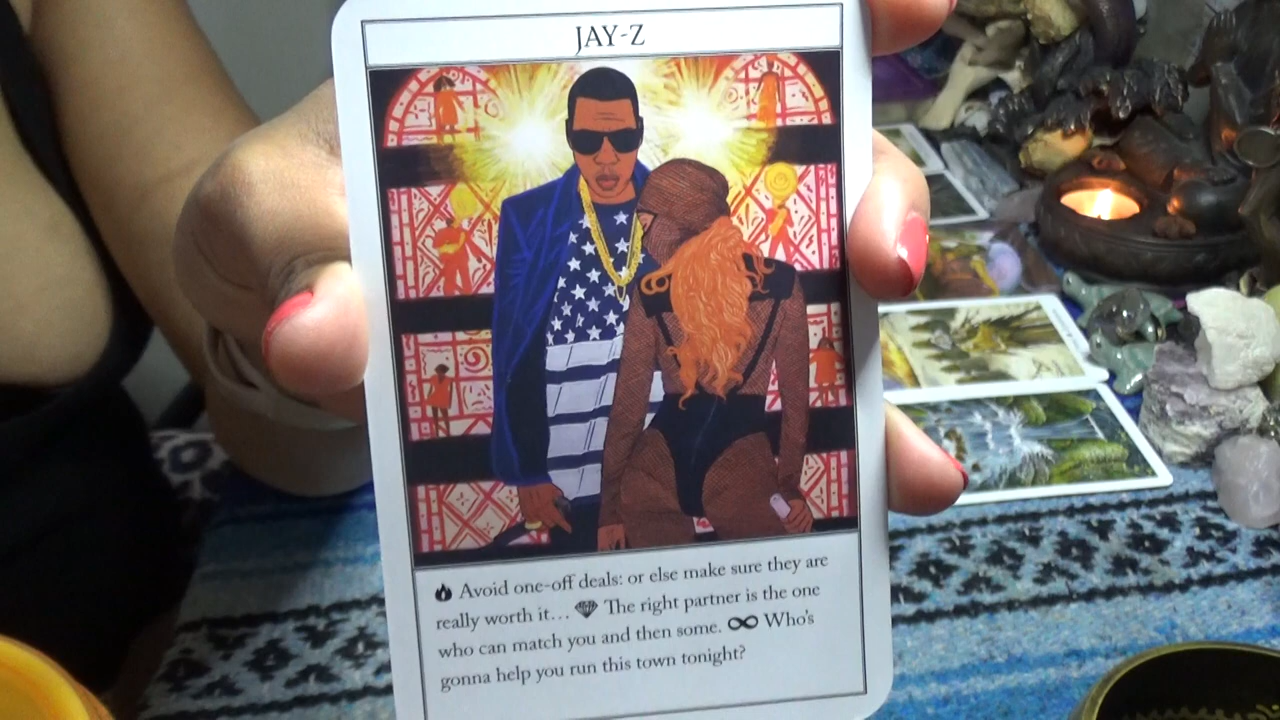 JAY-Z
Avoid one-off deals: or else make sure they are
really worth it... The right partner is the one
who can match you and then some. Who's
gonna help you run this town tonight?